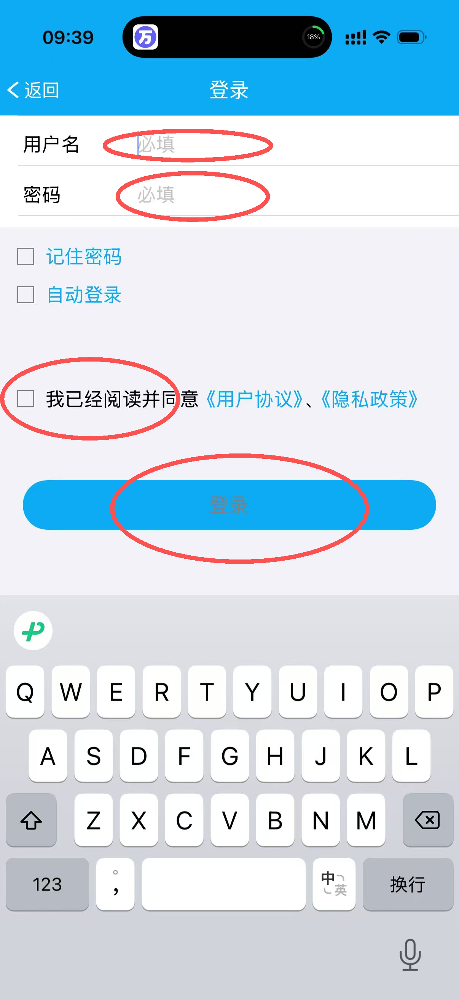 09:39
万
18%
返回
登录
用户名 必填
密码 必填
记住密码
自动登录
我已经阅读并同意《用户协议》、《隐私政策》
登录
Q W E R T Y U I O P
A S D F G H J K L
Z X C V B N M
123 。， 中英 换行